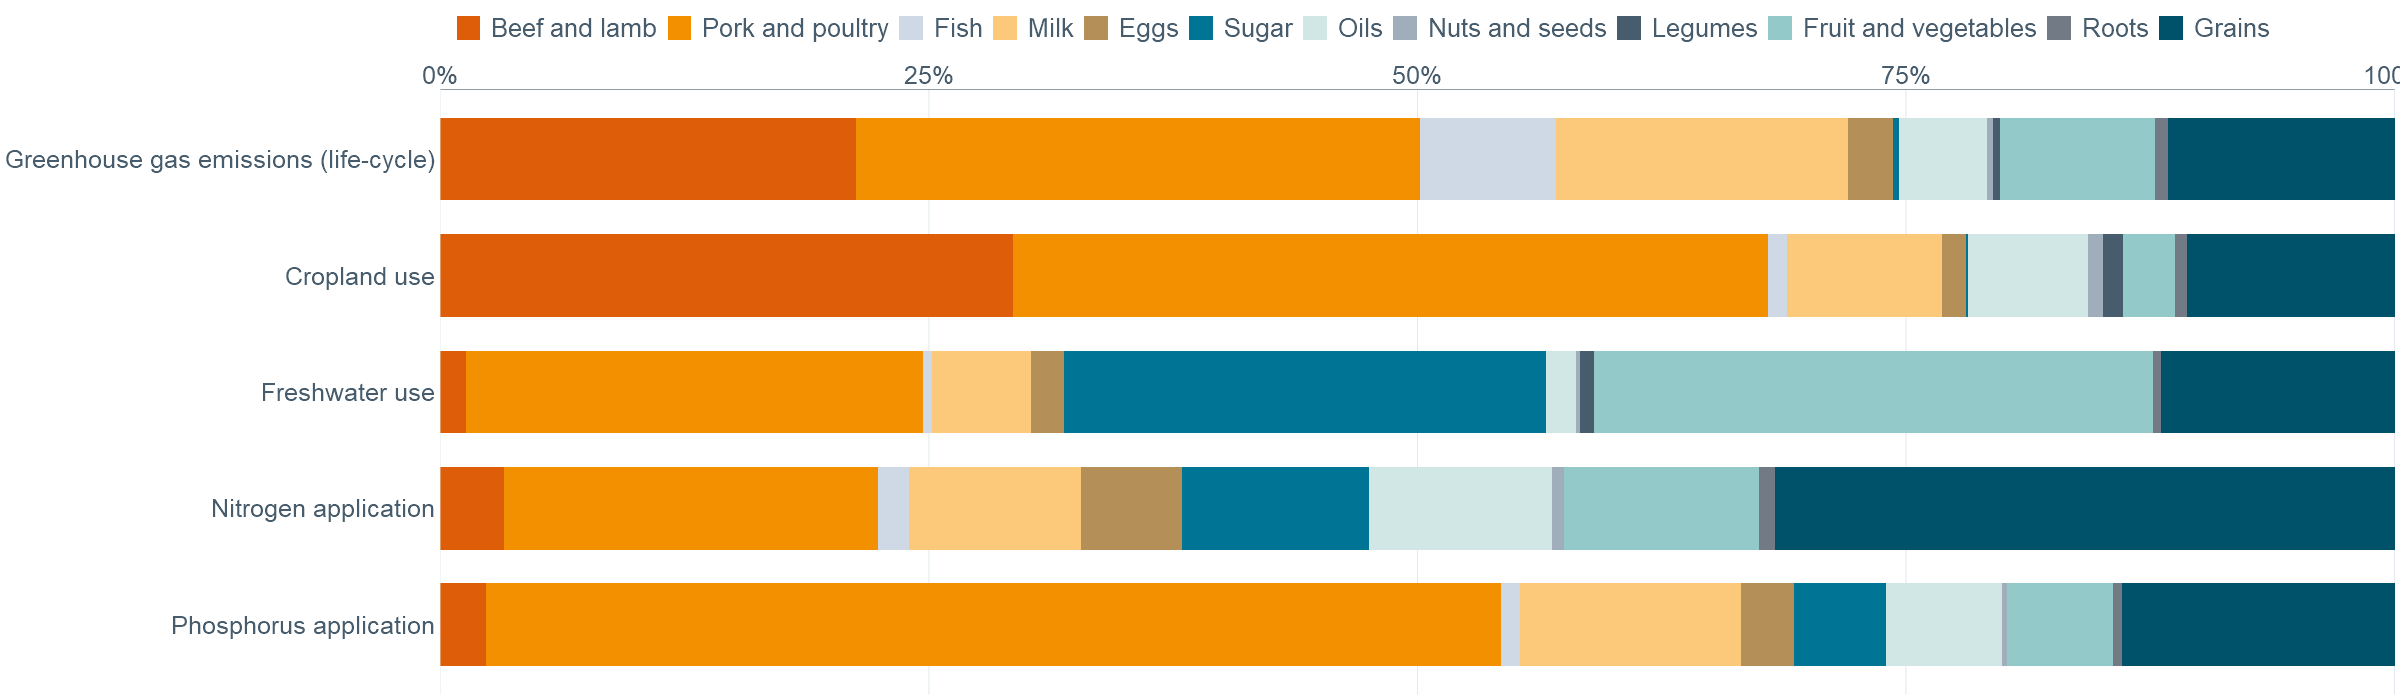 Beef and lamb Pork and poultry Fish Milk Eggs Sugar Oils Nuts and seeds Legumes Fruit and vegetables Roots Grains
0% 25% 50% 75% 100
Greenhouse gas emissions (life-cycle)
Cropland use
Freshwater use
Nitrogen application
Phosphorus application